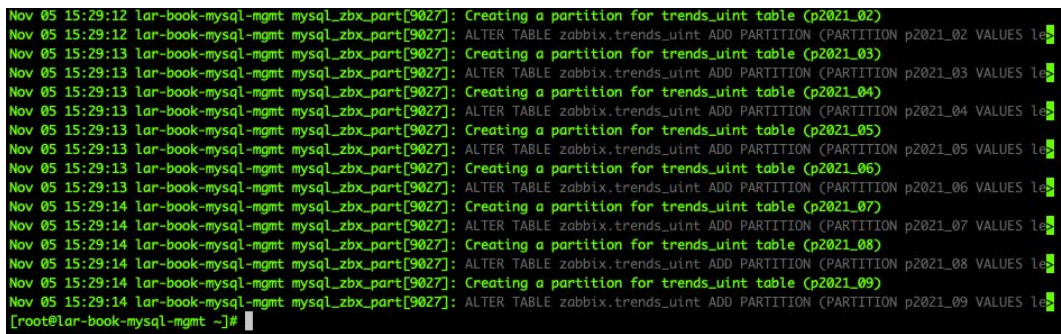 Nov 05 15:29:12 lar-book-mysql-mgmt mysql_zbx_part[9027]: Creating a partition for trends_uint table (p2021_02)
Nov 05 15:29:12 lar-book-mysql-mgmt mysql_zbx_part[9027]: ALTER TABLE zabbix.trends_uint ADD PARTITION (PARTITION p2021_02 VALUES le>
Nov 05 15:29:13 lar-book-mysql-mgmt mysql_zbx_part[9027]: Creating a partition for trends_uint table (p2021_03)
Nov 05 15:29:13 lar-book-mysql-mgmt mysql_zbx_part[9027]: ALTER TABLE zabbix.trends_uint ADD PARTITION (PARTITION p2021_03 VALUES le>
Nov 05 15:29:13 lar-book-mysql-mgmt mysql_zbx_part[9027]: Creating a partition for trends_uint table (p2021_04)
Nov 05 15:29:13 lar-book-mysql-mgmt mysql_zbx_part[9027]: ALTER TABLE zabbix.trends_uint ADD PARTITION (PARTITION p2021_04 VALUES le>
Nov 05 15:29:13 lar-book-mysql-mgmt mysql_zbx_part[9027]: Creating a partition for trends_uint table (p2021_05)
Nov 05 15:29:13 lar-book-mysql-mgmt mysql_zbx_part[9027]: ALTER TABLE zabbix.trends_uint ADD PARTITION (PARTITION p2021_05 VALUES le>
Nov 05 15:29:13 lar-book-mysql-mgmt mysql_zbx_part[9027]: Creating a partition for trends_uint table (p2021_06)
Nov 05 15:29:13 lar-book-mysql-mgmt mysql_zbx_part[9027]: ALTER TABLE zabbix.trends_uint ADD PARTITION (PARTITION p2021_06 VALUES le>
Nov 05 15:29:14 lar-book-mysql-mgmt mysql_zbx_part[9027]: Creating a partition for trends_uint table (p2021_07)
Nov 05 15:29:14 lar-book-mysql-mgmt mysql_zbx_part[9027]: ALTER TABLE zabbix.trends_uint ADD PARTITION (PARTITION p2021_07 VALUES le>
Nov 05 15:29:14 lar-book-mysql-mgmt mysql_zbx_part[9027]: Creating a partition for trends_uint table (p2021_08)
Nov 05 15:29:14 lar-book-mysql-mgmt mysql_zbx_part[9027]: ALTER TABLE zabbix.trends_uint ADD PARTITION (PARTITION p2021_08 VALUES le>
Nov 05 15:29:14 lar-book-mysql-mgmt mysql_zbx_part[9027]: Creating a partition for trends_uint table (p2021_09)
Nov 05 15:29:14 lar-book-mysql-mgmt mysql_zbx_part[9027]: ALTER TABLE zabbix.trends_uint ADD PARTITION (PARTITION p2021_09 VALUES le>
[root@lar-book-mysql-mgmt ~]#